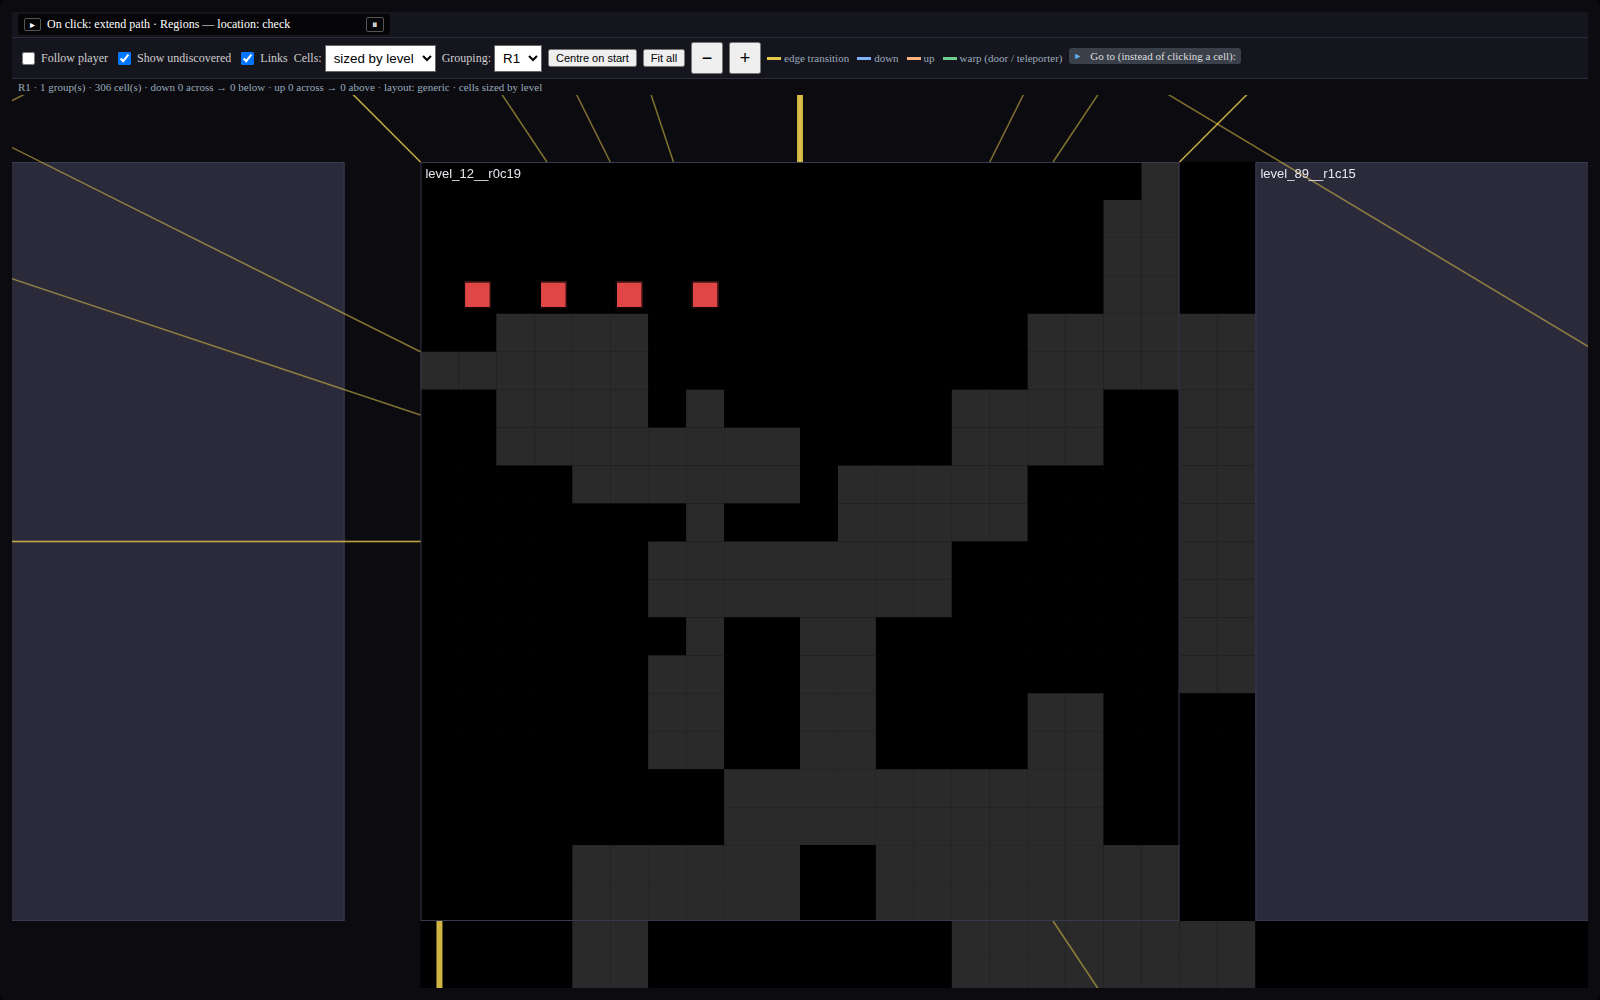 On click: extend path · Regions — location: check
Follow player Show undiscovered Links Cells: sized by level Grouping: R1 Centre on start Fit all − + edge transition down up warp (door / teleporter) Go to (instead of clicking a cell):
R1 · 1 group(s) · 306 cell(s) · down 0 across → 0 below · up 0 across → 0 above · layout: generic · cells sized by level
level_12__r0c19
level_89__r1c15